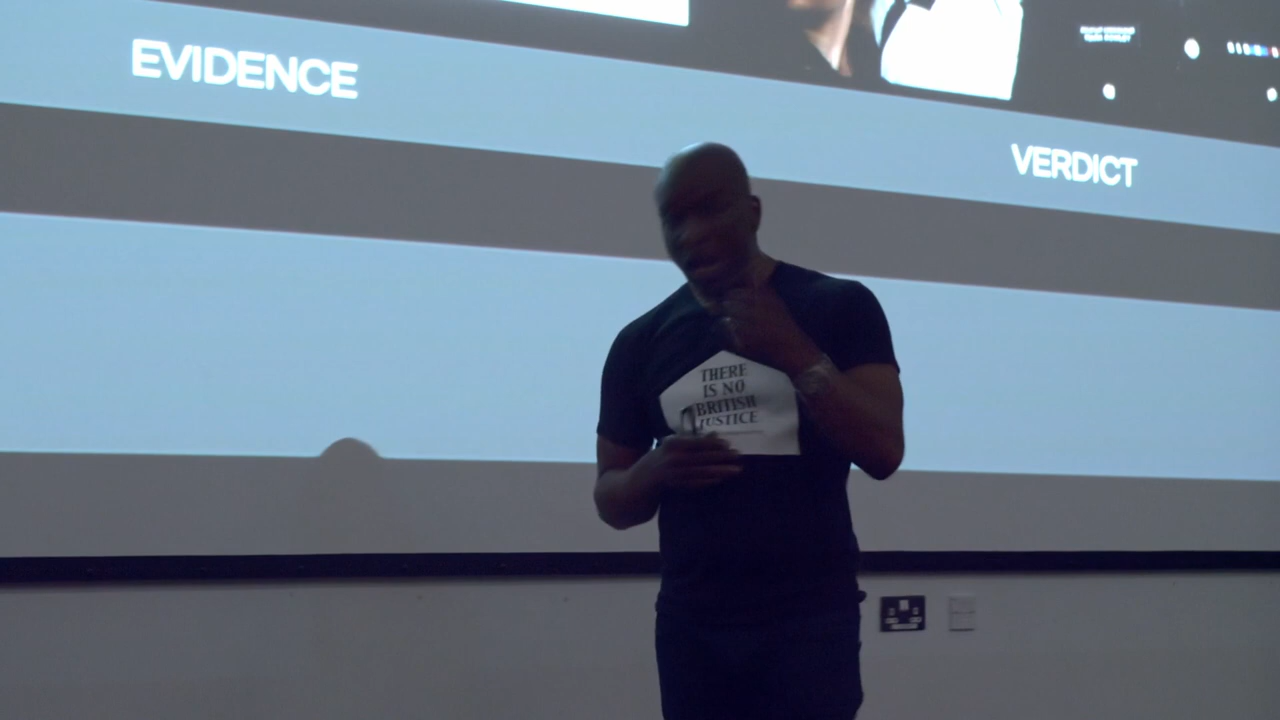 EVIDENCE
VERDICT
THERE
IS NO
BRITISH
JUSTICE